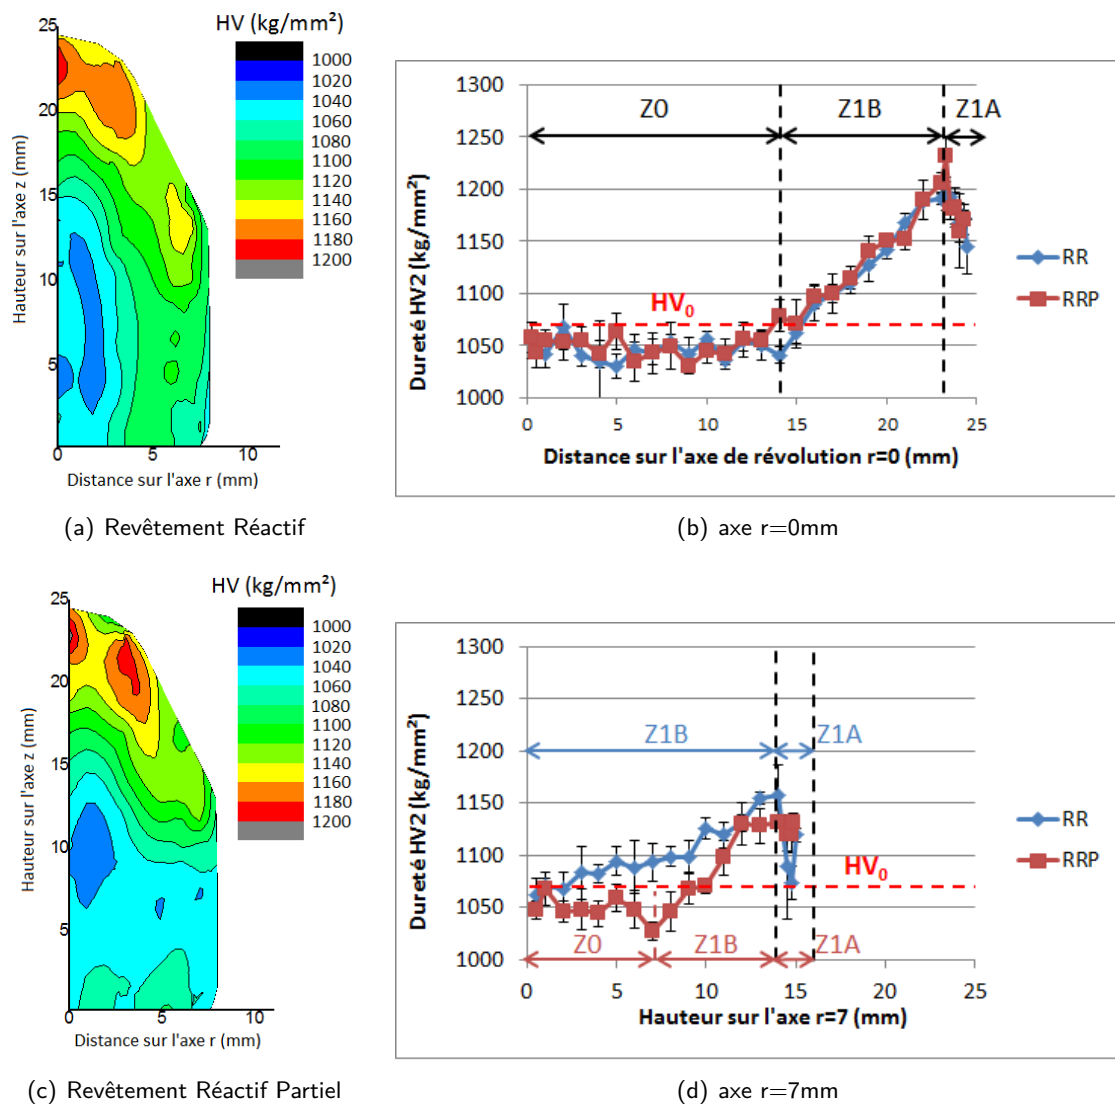 HV (kg/mm²)
1000
1020
1040
1060
1080
1100
1120
1140
1160
1180
1200
25
20
15
10
5
0
0
5
10
Hauteur sur l'axe z (mm)
Distance sur l'axe r (mm)
(a) Revêtement Réactif
1300
1250
1200
1150
1100
1050
1000
Dureté HV2 (kg/mm²)
Z0
Z1B
Z1A
HV₀
RR
RRP
0
5
10
15
20
25
Distance sur l'axe de révolution r=0 (mm)
(b) axe r=0mm
HV (kg/mm²)
1000
1020
1040
1060
1080
1100
1120
1140
1160
1180
1200
25
20
15
10
5
0
0
5
10
Hauteur sur l'axe z (mm)
Distance sur l'axe r (mm)
(c) Revêtement Réactif Partiel
1300
1250
1200
1150
1100
1050
1000
Dureté HV2 (kg/mm²)
Z1B
Z1A
HV₀
Z0
Z1B
Z1A
RR
RRP
0
5
10
15
20
25
Hauteur sur l'axe r=7 (mm)
(d) axe r=7mm